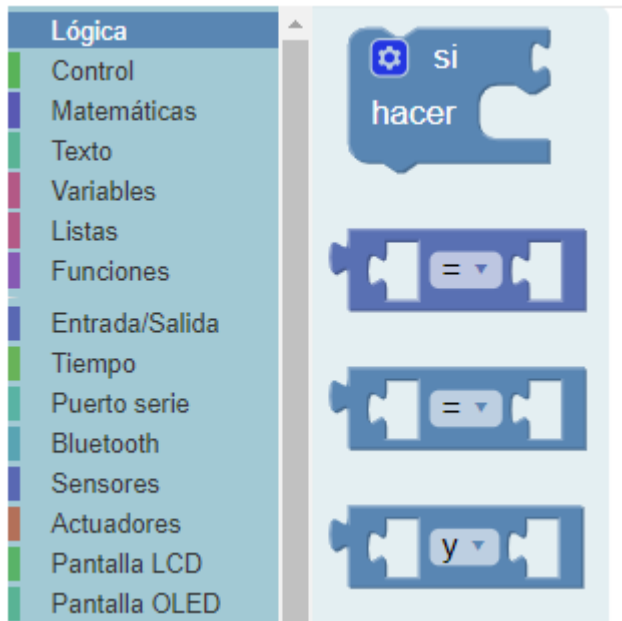 Lógica
Control
Matemáticas
Texto
Variables
Listas
Funciones
Entrada/Salida
Tiempo
Puerto serie
Bluetooth
Sensores
Actuadores
Pantalla LCD
Pantalla OLED
si
hacer
=
=
y